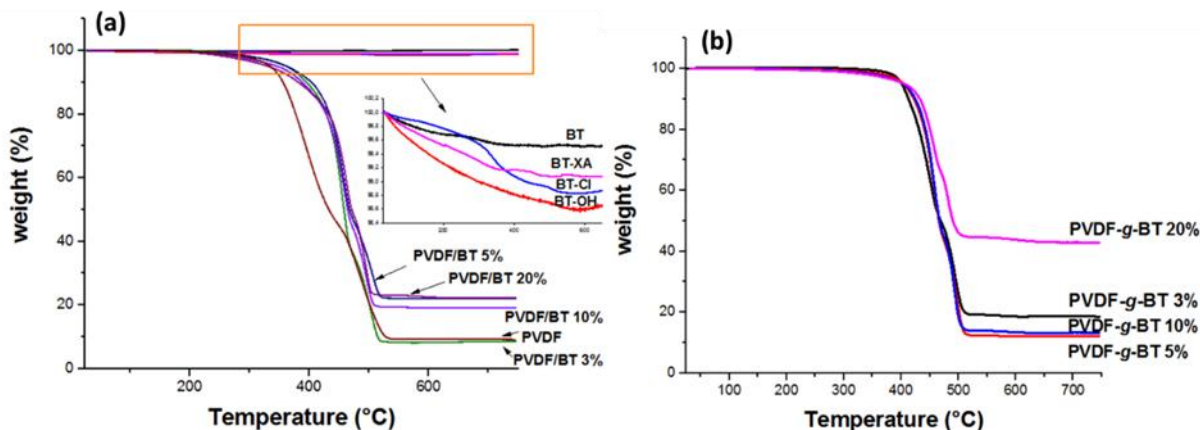 (a)
100
80
60
40
20
0
weight (%)
200
400
600
Temperature (°C)
BT
BT-XA
BT-Cl
BT-OH
200
400
600
PVDF/BT 5%
PVDF/BT 20%
PVDF/BT 10%
PVDF
PVDF/BT 3%
(b)
100
80
60
40
20
0
weight (%)
100
200
300
400
500
600
700
Temperature (°C)
PVDF-g-BT 20%
PVDF-g-BT 3%
PVDF-g-BT 10%
PVDF-g-BT 5%